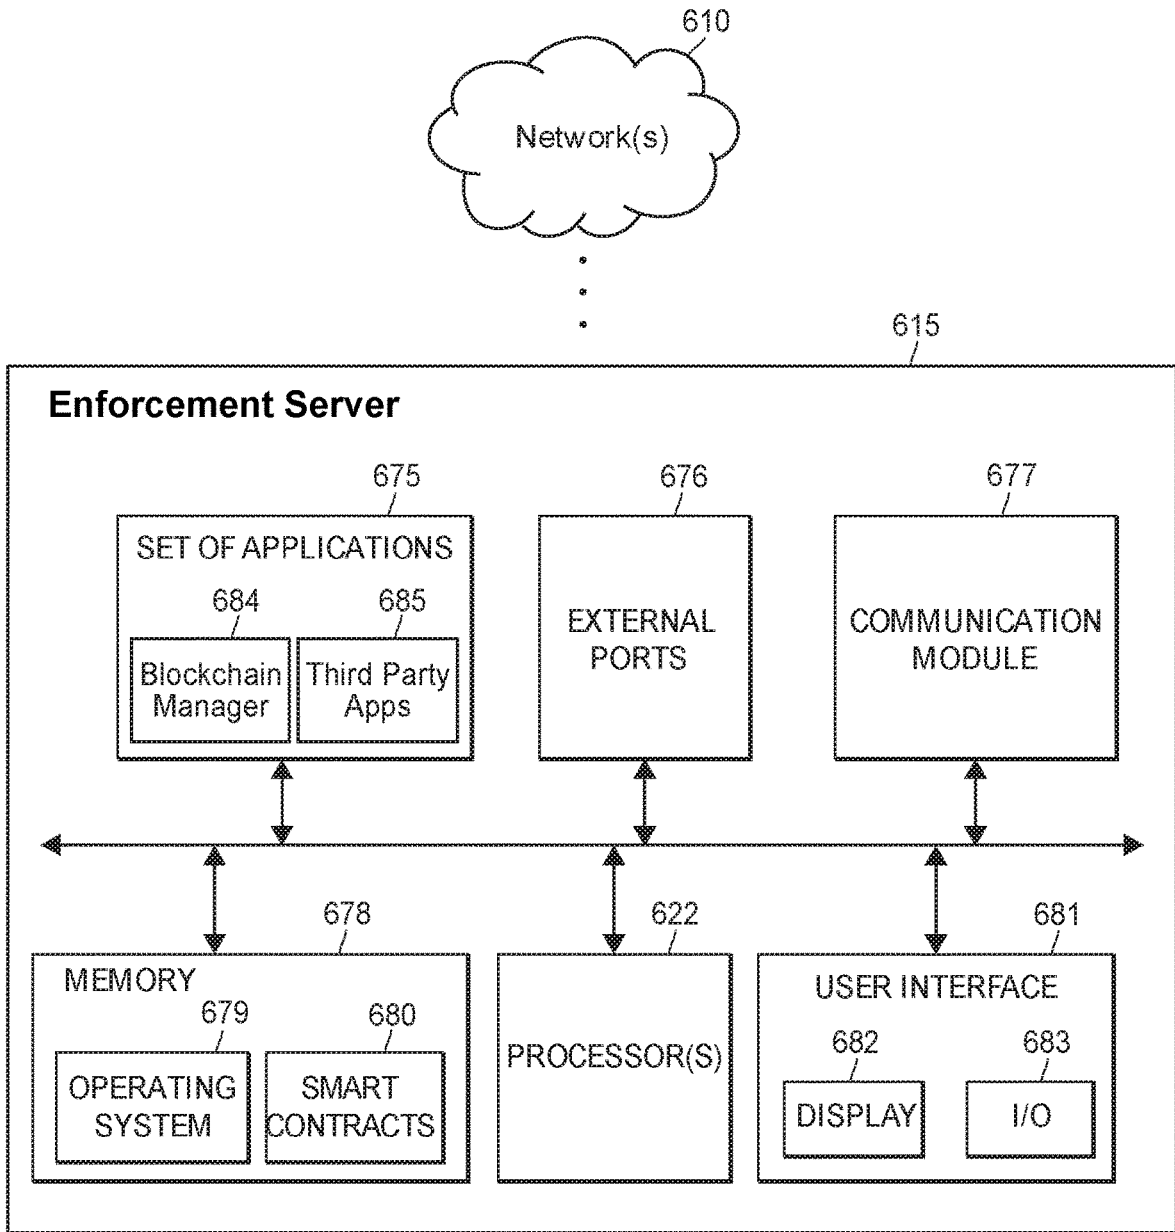 610
Network(s)
615
Enforcement Server
675
676
677
SET OF APPLICATIONS
684
685
Blockchain
Manager
Third Party
Apps
EXTERNAL
PORTS
COMMUNICATION
MODULE
678
622
681
MEMORY
679
680
OPERATING
SYSTEM
SMART
CONTRACTS
PROCESSOR(S)
USER INTERFACE
682
683
DISPLAY
I/O